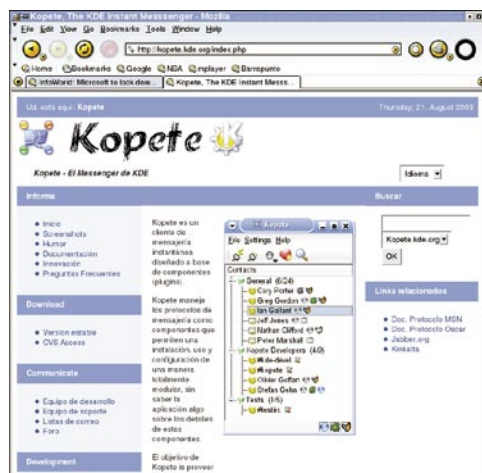 Kopete, The KDE Instant Messsenger - Mozilla
File Edit View Go Bookmarks Tools Window Help
http://kopete.kde.org/index.php
Home Bookmarks Google NBA mplayer Barrapunto
InfoWorld: Microsoft to lock dow...
Kopete, The KDE Instant Messs...
Ud. está aquí: Kopete
Thursday, 21. August 2003
Kopete
Kopete - El Messenger de KDE
Idioma
Informa
Inicio
Screenshots
Humor
Documentación
Innovación
Preguntas Frecuentes
Download
Version estable
CVS Access
Communicate
Equipo de desarrollo
Equipo de soporte
Listas de correo
Foro
Development
Kopete es un
cliente de
mensajería
instantánea
diseñado a base
de componentes
(plugins).
Kopete maneja
los protocolos de
mensajería como
componentes que
permiten una
instalación, uso y
configuración de
una manera
totalmente
modular, sin
saber la
aplicación algo
sobre los detalles
de estos
componentes.
El objetivo de
Kopete is proveer
Kopete
File Settings Help
Contacts
General (6/24)
Cory Porter
Greg Gordon
Ian Gallant
Jeff Jones
Nathan Clifford
Peter Marshall
Kopete Developers (4/9)
#kde-devel
#kopete
Olivier Goffart
Stefan Gehn
Tests (1/5)
Buscar
Kopete.kde.org
OK
Links relacionados
Doc. Protocolo MSN
Doc. Protocolo Oscar
Jabber.org
Kinkatta